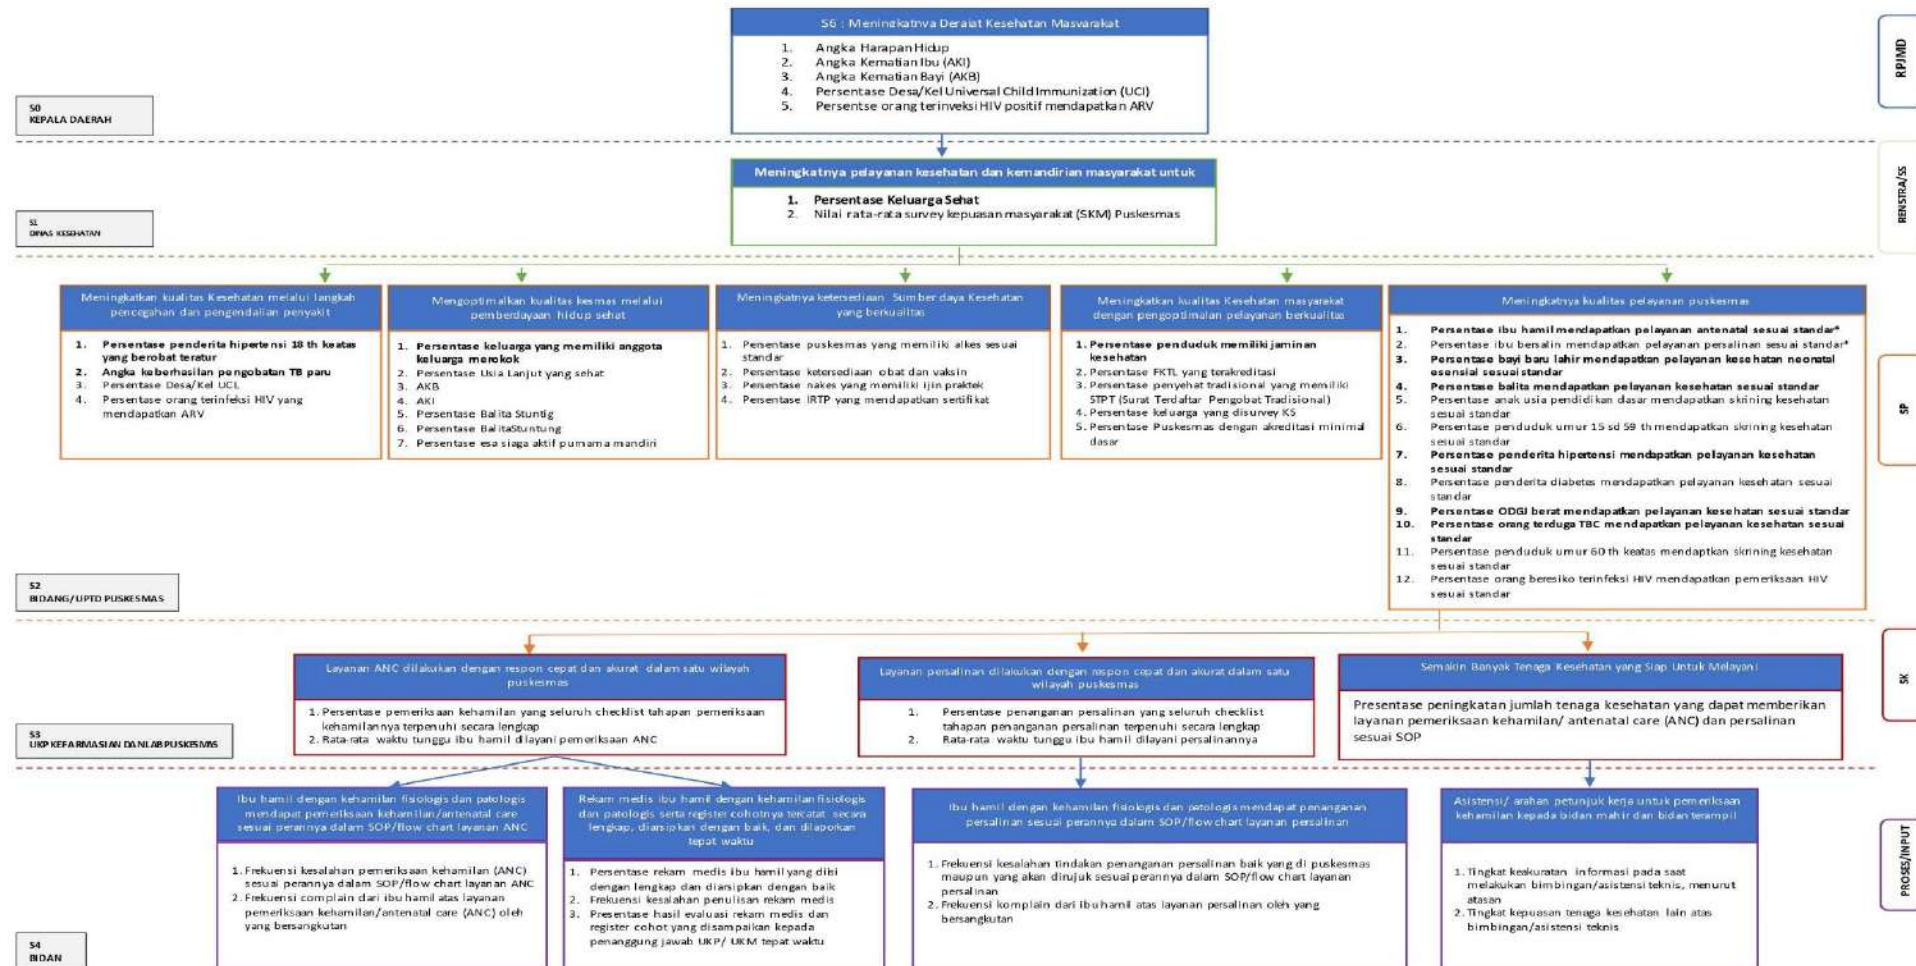 S6 : Meningkatnya Derajat Kesehatan Masyarakat
1. Angka Harapan Hidup
2. Angka Kematian Ibu (AKI)
3. Angka Kematian Bayi (AKB)
4. Persentase Desa/Kel Universal Child Immunization (UCI)
5. Persentse orang terinveksi HIV positif mendapatkan ARV
RPJMD
S0
KEPALA DAERAH
Meningkatnya pelayanan kesehatan dan kemandirian masyarakat untuk
1. Persentase Keluarga Sehat
2. Nilai rata-rata survey kepuasan masyarakat (SKM) Puskesmas
RENSTRA/SS
S1
DINAS KESEHATAN
Meningkatkan kualitas Kesehatan melalui langkah
pencegahan dan pengendalian penyakit
1. Persentase penderita hipertensi 18 th keatas
yang berobat teratur
2. Angka keberhasilan pengobatan TB paru
3. Persentase Desa/Kel UCL
4. Persentase orang terinfeksi HIV yang
mendapatkan ARV
Mengoptimalkan kualitas kesmas melalui
pemberdayaan hidup sehat
1. Persentase keluarga yang memiliki anggota
keluarga merokok
2. Persentase Usia Lanjut yang sehat
3. AKB
4. AKI
5. Persentase Balita Stuntig
6. Persentase BalitaStuntung
7. Persentase esa siaga aktif purnama mandiri
Meningkatnya ketersediaan Sumber daya Kesehatan
yang berkualitas
1. Persentase puskesmas yang memiliki alkes sesuai
standar
2. Persentase ketersediaan obat dan vaksin
3. Persentase nakes yang memiliki ijin praktek
4. Persentase IRTP yang mendapatkan sertifikat
Meningkatkan kualitas Kesehatan masyarakat
dengan pengoptimalan pelayanan berkualitas
1. Persentase penduduk memiliki jaminan
kesehatan
2. Persentase FKTL yang terakreditasi
3. Persentase penyehat tradisional yang memiliki
STPT (Surat Terdaftar Pengobat Tradisional)
4. Persentase keluarga yang disurvey KS
5. Persentase Puskesmas dengan akreditasi minimal
dasar
Meningkatnya kualitas pelayanan puskesmas
1. Persentase ibu hamil mendapatkan pelayanan antenatal sesuai standar*
2. Persentase ibu bersalin mendapatkan pelayanan persalinan sesuai standar*
3. Persentase bayi baru lahir mendapatkan pelayanan kesehatan neonatal
esensial sesuai standar
4. Persentase balita mendapatkan pelayanan kesehatan sesuai standar
5. Persentase anak usia pendidikan dasar mendapatkan skrining kesehatan
sesuai standar
6. Persentase penduduk umur 15 sd 59 th mendapatkan skrining kesehatan
sesuai standar
7. Persentase penderita hipertensi mendapatkan pelayanan kesehatan
sesuai standar
8. Persentase penderita diabetes mendapatkan pelayanan kesehatan sesuai
standar
9. Persentase ODGJ berat mendapatkan pelayanan kesehatan sesuai standar
10. Persentase orang terduga TBC mendapatkan pelayanan kesehatan sesuai
standar
11. Persentase penduduk umur 60 th keatas mendaptkan skrining kesehatan
sesuai standar
12. Persentase orang beresiko terinfeksi HIV mendapatkan pemeriksaan HIV
sesuai standar
SP
S2
BIDANG/UPTD PUSKESMAS
Layanan ANC dilakukan dengan respon cepat dan akurat dalam satu wilayah
puskesmas
1. Persentase pemeriksaan kehamilan yang seluruh checklist tahapan pemeriksaan
kehamilannya terpenuhi secara lengkap
2. Rata-rata waktu tunggu ibu hamil dilayani pemeriksaan ANC
Layanan persalinan dilakukan dengan respon cepat dan akurat dalam satu
wilayah puskesmas
1. Persentase penanganan persalinan yang seluruh checklist
tahapan penanganan persalinan terpenuhi secara lengkap
2. Rata-rata waktu tunggu ibu hamil dilayani persalinannya
Semakin Banyak Tenaga Kesehatan yang Siap Untuk Melayani
Presentase peningkatan jumlah tenaga kesehatan yang dapat memberikan
layanan pemeriksaan kehamilan/ antenatal care (ANC) dan persalinan
sesuai SOP
SK
S3
UKP KEFARMASIAN DAN LAB PUSKESMAS
Ibu hamil dengan kehamilan fisiologis dan patologis
mendapat pemeriksaan kehamilan/antenatal care
sesuai perannya dalam SOP/flow chart layanan ANC
1. Frekuensi kesalahan pemeriksaan kehamilan (ANC)
sesuai perannya dalam SOP/flow chart layanan ANC
2. Frekuensi complain dari ibu hamil atas layanan
pemeriksaan kehamilan/antenatal care (ANC) oleh
yang bersangkutan
Rekam medis ibu hamil dengan kehamilan fisiologis
dan patologis serta register cohotnya tercatat secara
lengkap, diarsipkan dengan baik, dan dilaporkan
tepat waktu
1. Persentase rekam medis ibu hamil yang diisi
dengan lengkap dan diarsipkan dengan baik
2. Frekuensi kesalahan penulisan rekam medis
3. Presentase hasil evaluasi rekam medis dan
register cohot yang disampaikan kepada
penanggung jawab UKP/ UKM tepat waktu
Ibu hamil dengan kehamilan fisiologis dan patologis mendapat penanganan
persalinan sesuai perannya dalam SOP/flow chart layanan persalinan
1. Frekuensi kesalahan tindakan penanganan persalinan baik yang di puskesmas
maupun yang akan dirujuk sesuai perannya dalam SOP/flow chart layanan
persalinan
2. Frekuensi komplain dari ibu hamil atas layanan persalinan oleh yang
bersangkutan
Asistensi/ arahan petunjuk kerja untuk pemeriksaan
kehamilan kepada bidan mahir dan bidan terampil
1. Tingkat keakuratan informasi pada saat
melakukan bimbingan/asistensi teknis, menurut
atasan
2. Tingkat kepuasan tenaga kesehatan lain atas
bimbingan/asistensi teknis
PROSES/INPUT
S4
BIDAN